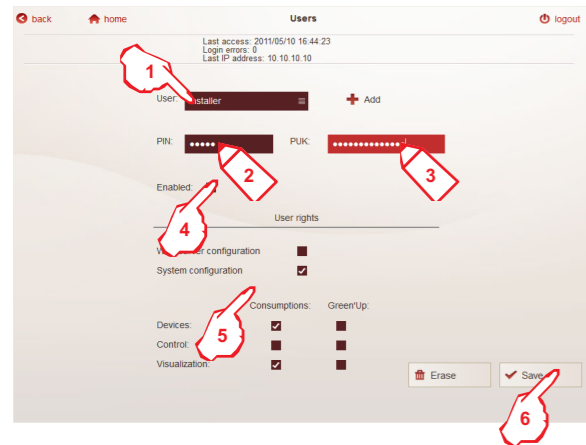 back home Users logout
Last access: 2011/05/10 16:44:23
Login errors: 0
Last IP address: 10.10.10.10
1
User: Installer Add
PIN: ••••• PUK: •••••••••••••
2 3
Enabled:
4
User rights
configuration
System configuration
Consumptions: Green'Up:
5
Devices:
Control:
Visualization:
Erase Save
6